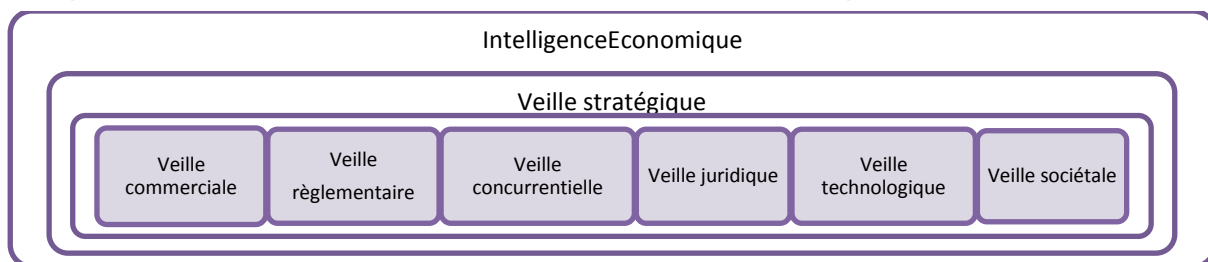 IntelligenceEconomique
Veille stratégique
Veille
commerciale
Veille
règlementaire
Veille
concurrentielle
Veille juridique
Veille
technologique
Veille sociétale